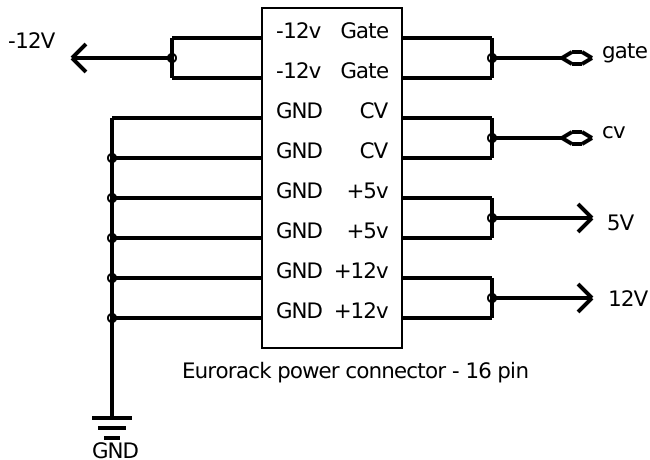 -12V
-12v Gate
gate
-12v Gate
GND CV
cv
GND CV
GND +5v
5V
GND +5v
GND +12v
12V
GND +12v
Eurorack power connector - 16 pin
GND